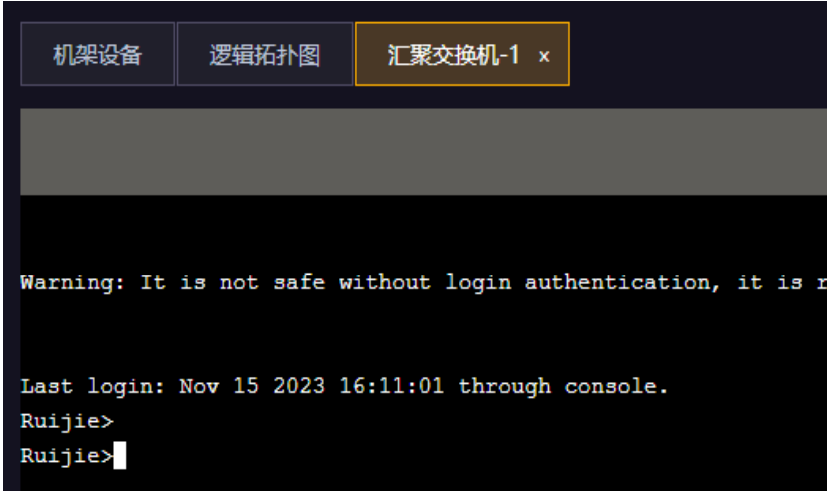 机架设备
逻辑拓扑图
汇聚交换机-1 x
Warning: It is not safe without login authentication, it is
Last login: Nov 15 2023 16:11:01 through console.
Ruijie>
Ruijie>